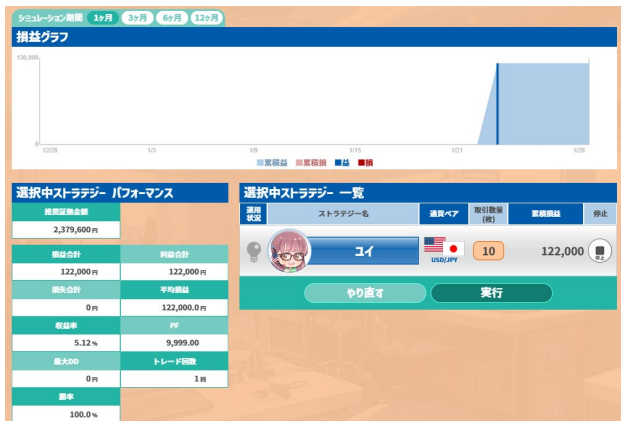 シミュレーション期間 1ヶ月 3ヶ月 6ヶ月 12ヶ月
損益グラフ
130,000
0
12/28 1/3 1/9 1/15 1/21 1/28
累積益 累積損 益 損
選択中ストラテジー パフォーマンス
推奨証拠金額
2,379,600 円
損益合計 利益合計
122,000 円 122,000 円
損失合計 平均損益
0 円 122,000.0 円
収益率 PF
5.12 % 9,999.00
最大DD トレード回数
0 円 1 回
勝率
100.0 %
選択中ストラテジー 一覧
運用状況 ストラテジー名 通貨ペア 取引数量(枚) 累積損益 停止
ユイ USD/JPY 10 122,000 停止
やり直す 実行